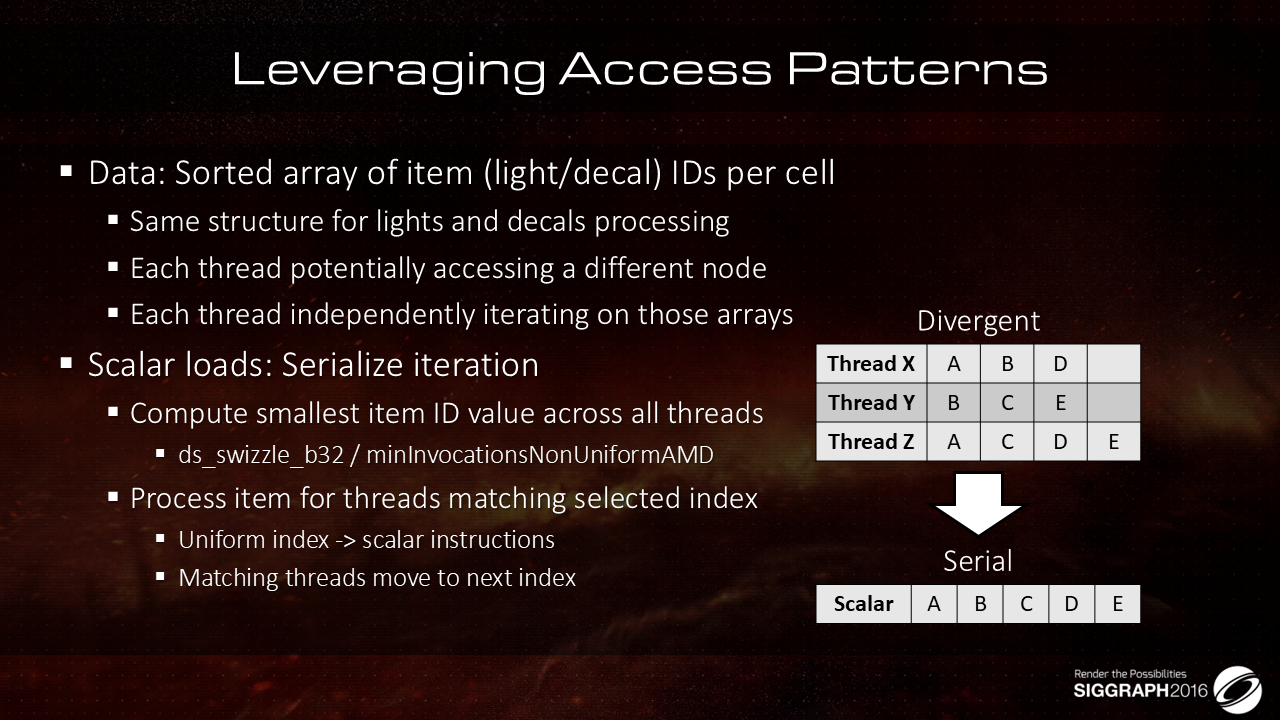 Leveraging Access Patterns
▪ Data: Sorted array of item (light/decal) IDs per cell
▪ Same structure for lights and decals processing
▪ Each thread potentially accessing a different node
▪ Each thread independently iterating on those arrays
▪ Scalar loads: Serialize iteration
▪ Compute smallest item ID value across all threads
▪ ds_swizzle_b32 / minInvocationsNonUniformAMD
▪ Process item for threads matching selected index
▪ Uniform index -> scalar instructions
▪ Matching threads move to next index
Divergent
Thread X A B D
Thread Y B C E
Thread Z A C D E
Serial
Scalar A B C D E
Render the Possibilities
SIGGRAPH2016